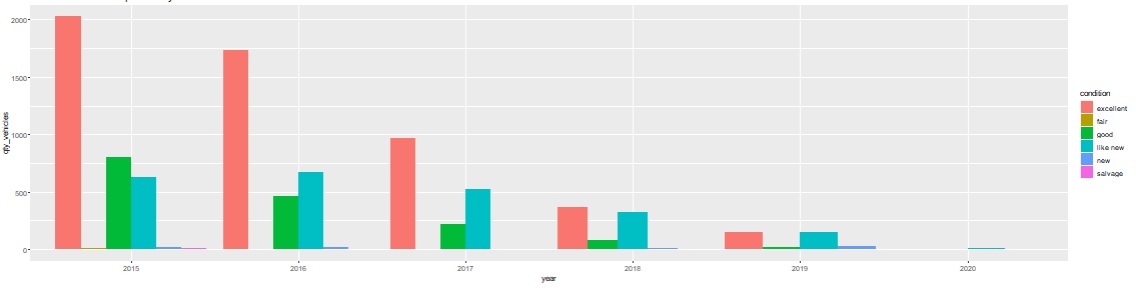 2000
1500
1000
500
0
qty_vehicles
2015 2016 2017 2018 2019 2020
year
condition
excellent
fair
good
like new
new
salvage